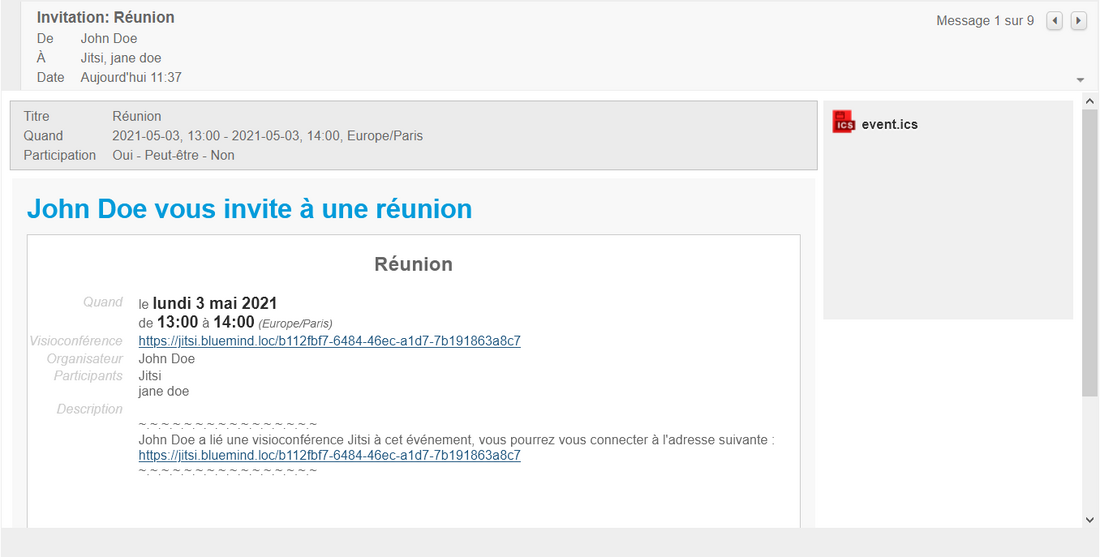 Invitation: Réunion
Message 1 sur 9
De John Doe
À Jitsi, jane doe
Date Aujourd'hui 11:37
Titre Réunion
Quand 2021-05-03, 13:00 - 2021-05-03, 14:00, Europe/Paris
Participation Oui - Peut-être - Non
ICS event.ics
John Doe vous invite à une réunion
Réunion
Quand le lundi 3 mai 2021
de 13:00 à 14:00 (Europe/Paris)
Visioconférence https://jitsi.bluemind.loc/b112fbf7-6484-46ec-a1d7-7b191863a8c7
Organisateur John Doe
Participants Jitsi
jane doe
Description
~.~.~.~.~.~.~.~.~.~.~.~.~.~.~.~.~.~
John Doe a lié une visioconférence Jitsi à cet événement, vous pourrez vous connecter à l'adresse suivante :
https://jitsi.bluemind.loc/b112fbf7-6484-46ec-a1d7-7b191863a8c7
~.~.~.~.~.~.~.~.~.~.~.~.~.~.~.~.~.~